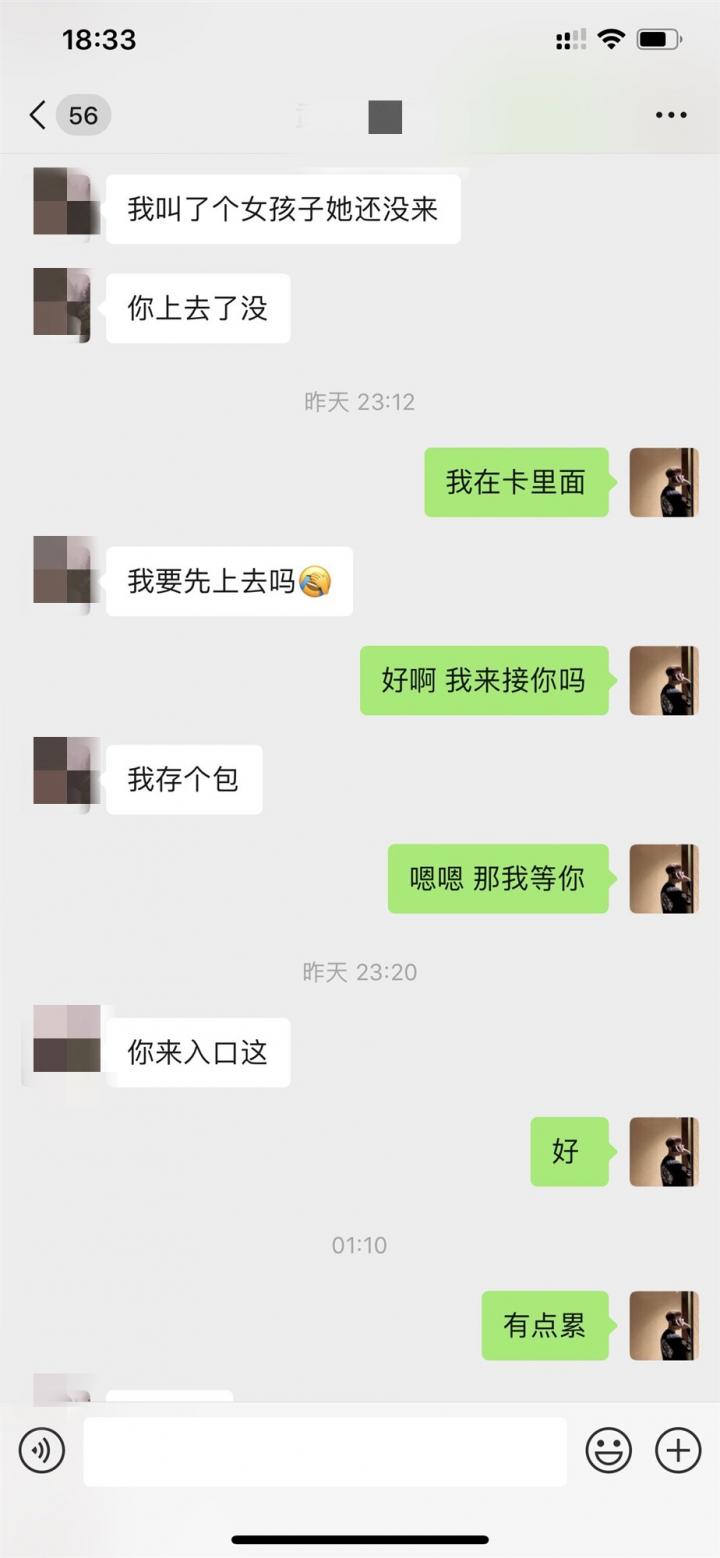 18:33
56
我叫了个女孩子她还没来
你上去了没
昨天 23:12
我在卡里面
我要先上去吗🤣
好啊 我来接你吗
我存个包
嗯嗯 那我等你
昨天 23:20
你来入口这
好
01:10
有点累